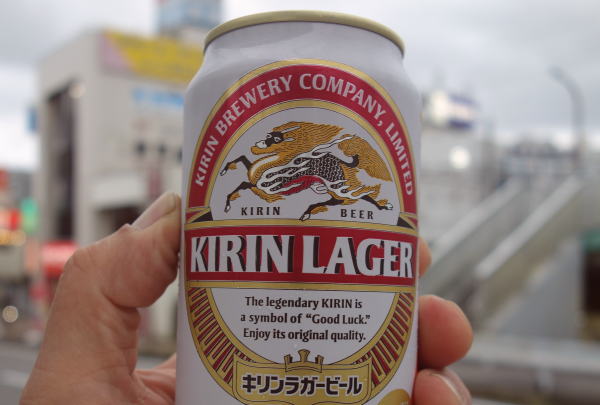 KIRIN BREWERY COMPANY, LIMITED
KIRIN BEER
KIRIN LAGER
The legendary KIRIN is
a symbol of "Good Luck."
Enjoy its original quality.
キリンラガービール